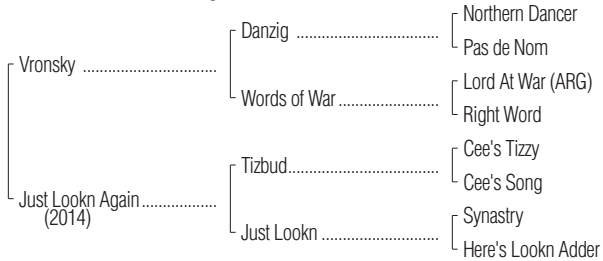 Northern Dancer
Danzig ..................................
Pas de Nom
Vronsky ................................
Lord At War (ARG)
Words of War........................
Right Word
Cee's Tizzy
Tizbud....................................
Cee's Song
Just Lookn Again..................
(2014)
Synastry
Just Lookn ............................
Here's Lookn Adder